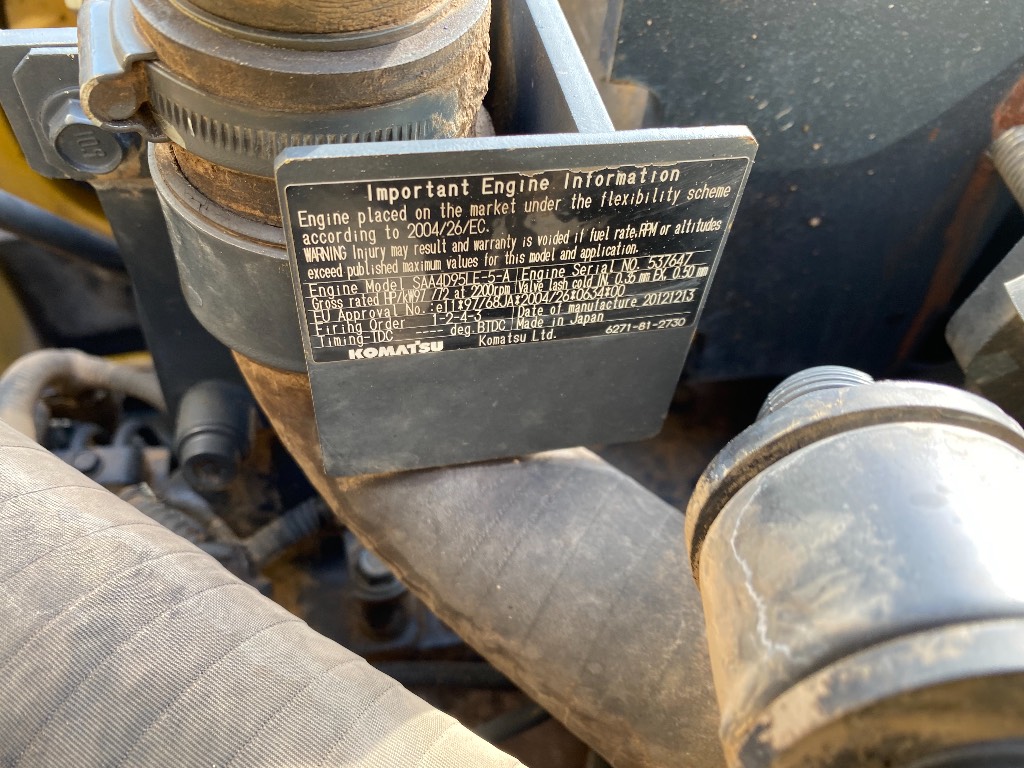 Important Engine Information
Engine placed on the market under the flexibility scheme
according to 2004/26/EC.
WARNING Injury may result and warranty is voided if fuel rate,RPM or altitudes
exceed published maximum values for this model and application.
Engine Model SAA4D95LE-5-A Engine Serial NO. 537647
Gross rated HP/kW97/72 at 2200rpm Valve lash cold IN. 0.35 mm EX. 0.50 mm
EU Approval No.:e11*97/68JA*2004/26*0634*00
Firing Order 1-2-4-3 Date of manufacture 20121213
Timing-TDC ---- deg.BTDC Made in Japan
KOMATSU Komatsu Ltd. 6271-81-2730